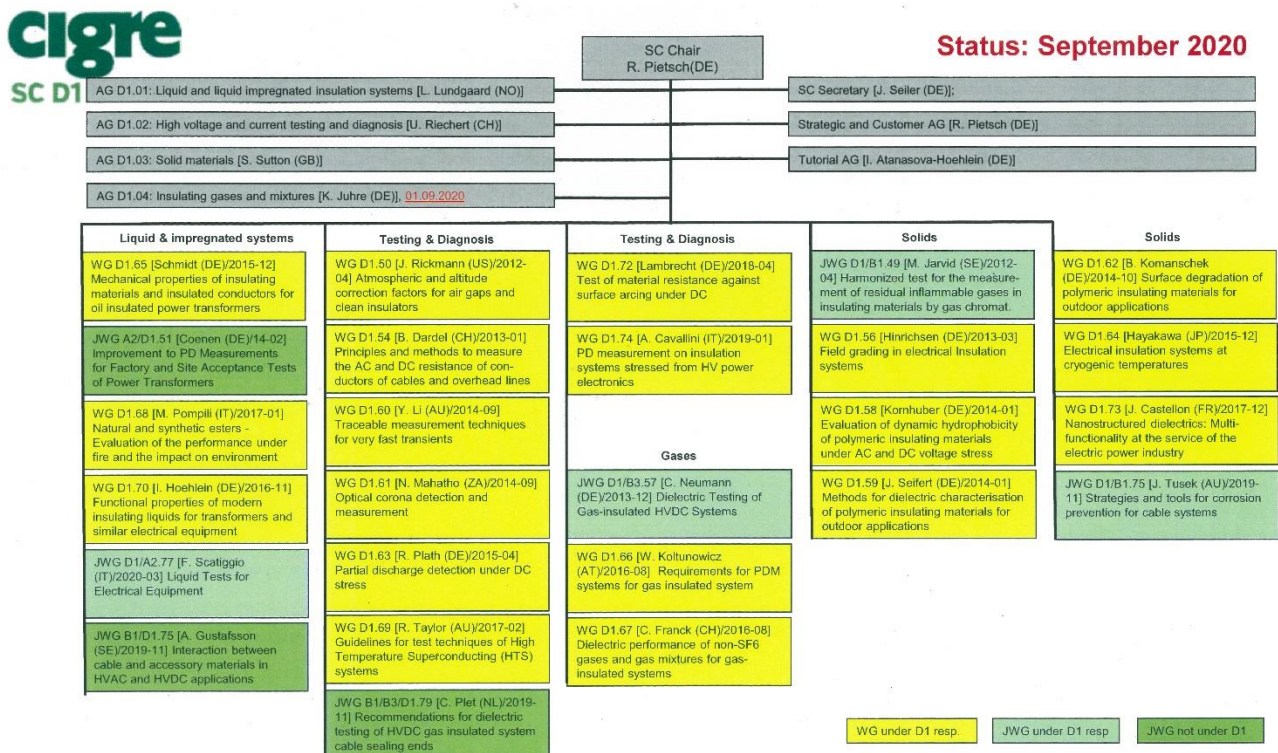 cigre
SC D1
Status: September 2020
SC Chair
R. Pietsch(DE)
AG D1.01: Liquid and liquid impregnated insulation systems [L. Lundgaard (NO)]
SC Secretary [J. Seiler (DE)];
AG D1.02: High voltage and current testing and diagnosis [U. Riechert (CH)]
Strategic and Customer AG [R. Pietsch (DE)]
AG D1.03: Solid materials [S. Sutton (GB)]
Tutorial AG [I. Atanasova-Hoehlein (DE)]
AG D1.04: Insulating gases and mixtures [K. Juhre (DE)], 01.09.2020
Liquid & impregnated systems
WG D1.65 [Schmidt (DE)/2015-12]
Mechanical properties of insulating
materials and insulated conductors for
oil insulated power transformers
JWG A2/D1.51 [Coenen (DE)/14-02]
Improvement to PD Measurements
for Factory and Site Acceptance Tests
of Power Transformers
WG D1.68 [M. Pompili (IT)/2017-01]
Natural and synthetic esters -
Evaluation of the performance under
fire and the impact on environment
WG D1.70 [I. Hoehlein (DE)/2016-11]
Functional properties of modern
insulating liquids for transformers and
similar electrical equipment
JWG D1/A2.77 [F. Scatiggio
(IT)/2020-03] Liquid Tests for
Electrical Equipment
JWG B1/D1.75 [A. Gustafsson
(SE)/2019-11] Interaction between
cable and accessory materials in
HVAC and HVDC applications
Testing & Diagnosis
WG D1.50 [J. Rickmann (US)/2012-
04] Atmospheric and altitude
correction factors for air gaps and
clean insulators
WG D1.54 [B. Dardel (CH)/2013-01]
Principles and methods to measure
the AC and DC resistance of con-
ductors of cables and overhead lines
WG D1.60 [Y. Li (AU)/2014-09]
Traceable measurement techniques
for very fast transients
WG D1.61 [N. Mahatho (ZA)/2014-09]
Optical corona detection and
measurement
WG D1.63 [R. Plath (DE)/2015-04]
Partial discharge detection under DC
stress
WG D1.69 [R. Taylor (AU)/2017-02]
Guidelines for test techniques of High
Temperature Superconducting (HTS)
systems
JWG B1/B3/D1.79 [C. Plet (NL)/2019-
11] Recommendations for dielectric
testing of HVDC gas insulated system
cable sealing ends
Testing & Diagnosis
WG D1.72 [Lambrecht (DE)/2018-04]
Test of material resistance against
surface arcing under DC
WG D1.74 [A. Cavallini (IT)/2019-01]
PD measurement on insulation
systems stressed from HV power
electronics
Gases
JWG D1/B3.57 [C. Neumann
(DE)/2013-12] Dielectric Testing of
Gas-insulated HVDC Systems
WG D1.66 [W. Koltunowicz
(AT)/2016-08] Requirements for PDM
systems for gas insulated system
WG D1.67 [C. Franck (CH)/2016-08]
Dielectric performance of non-SF6
gases and gas mixtures for gas-
insulated systems
Solids
JWG D1/B1.49 [M. Jarvid (SE)/2012-
04] Harmonized test for the measure-
ment of residual inflammable gases in
insulating materials by gas chromat.
WG D1.56 [Hinrichsen (DE)/2013-03]
Field grading in electrical Insulation
systems
WG D1.58 [Kornhuber (DE)/2014-01]
Evaluation of dynamic hydrophobicity
of polymeric insulating materials
under AC and DC voltage stress
WG D1.59 [J. Seifert (DE)/2014-01]
Methods for dielectric characterisation
of polymeric insulating materials for
outdoor applications
Solids
WG D1.62 [B. Komanschek
(DE)/2014-10] Surface degradation of
polymeric insulating materials for
outdoor applications
WG D1.64 [Hayakawa (JP)/2015-12]
Electrical insulation systems at
cryogenic temperatures
WG D1.73 [J. Castellon (FR)/2017-12]
Nanostructured dielectrics: Multi-
functionality at the service of the
electric power industry
JWG D1/B1.75 [J. Tusek (AU)/2019-
11] Strategies and tools for corrosion
prevention for cable systems
WG under D1 resp.
JWG under D1 resp
JWG not under D1